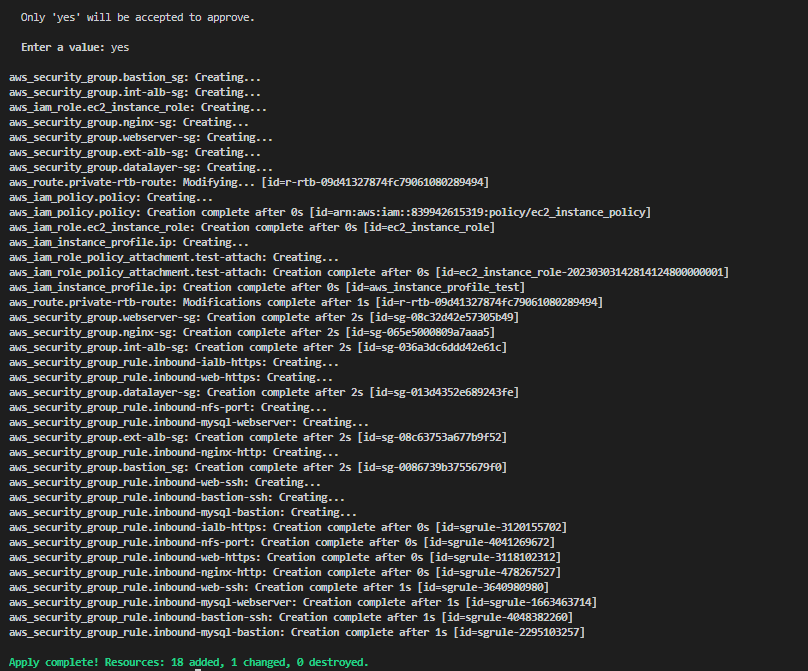 Only 'yes' will be accepted to approve.
Enter a value: yes
aws_security_group.bastion_sg: Creating...
aws_security_group.int-alb-sg: Creating...
aws_iam_role.ec2_instance_role: Creating...
aws_security_group.nginx-sg: Creating...
aws_security_group.webserver-sg: Creating...
aws_security_group.ext-alb-sg: Creating...
aws_security_group.datalayer-sg: Creating...
aws_route.private-rtb-route: Modifying... [id=r-rtb-09d41327874fc79061080289494]
aws_iam_policy.policy: Creating...
aws_iam_policy.policy: Creation complete after 0s [id=arn:aws:iam::839942615319:policy/ec2_instance_policy]
aws_iam_role.ec2_instance_role: Creation complete after 0s [id=ec2_instance_role]
aws_iam_instance_profile.ip: Creating...
aws_iam_role_policy_attachment.test-attach: Creating...
aws_iam_role_policy_attachment.test-attach: Creation complete after 0s [id=ec2_instance_role-20230303142814124800000001]
aws_iam_instance_profile.ip: Creation complete after 0s [id=aws_instance_profile_test]
aws_route.private-rtb-route: Modifications complete after 1s [id=r-rtb-09d41327874fc79061080289494]
aws_security_group.webserver-sg: Creation complete after 2s [id=sg-08c32d42e57305b49]
aws_security_group.nginx-sg: Creation complete after 2s [id=sg-065e5000809a7aaa5]
aws_security_group.int-alb-sg: Creation complete after 2s [id=sg-036a3dc6ddd42e61c]
aws_security_group_rule.inbound-ialb-https: Creating...
aws_security_group_rule.inbound-web-https: Creating...
aws_security_group.datalayer-sg: Creation complete after 2s [id=sg-013d4352e689243fe]
aws_security_group_rule.inbound-nfs-port: Creating...
aws_security_group_rule.inbound-mysql-webserver: Creating...
aws_security_group.ext-alb-sg: Creation complete after 2s [id=sg-08c63753a677b9f52]
aws_security_group_rule.inbound-nginx-http: Creating...
aws_security_group.bastion_sg: Creation complete after 2s [id=sg-0086739b3755679f0]
aws_security_group_rule.inbound-web-ssh: Creating...
aws_security_group_rule.inbound-bastion-ssh: Creating...
aws_security_group_rule.inbound-mysql-bastion: Creating...
aws_security_group_rule.inbound-ialb-https: Creation complete after 0s [id=sgrule-3120155702]
aws_security_group_rule.inbound-nfs-port: Creation complete after 0s [id=sgrule-4041269672]
aws_security_group_rule.inbound-web-https: Creation complete after 0s [id=sgrule-3118102312]
aws_security_group_rule.inbound-nginx-http: Creation complete after 0s [id=sgrule-478267527]
aws_security_group_rule.inbound-web-ssh: Creation complete after 1s [id=sgrule-3640980980]
aws_security_group_rule.inbound-mysql-webserver: Creation complete after 1s [id=sgrule-1663463714]
aws_security_group_rule.inbound-bastion-ssh: Creation complete after 1s [id=sgrule-4048382260]
aws_security_group_rule.inbound-mysql-bastion: Creation complete after 1s [id=sgrule-2295103257]
Apply complete! Resources: 18 added, 1 changed, 0 destroyed.